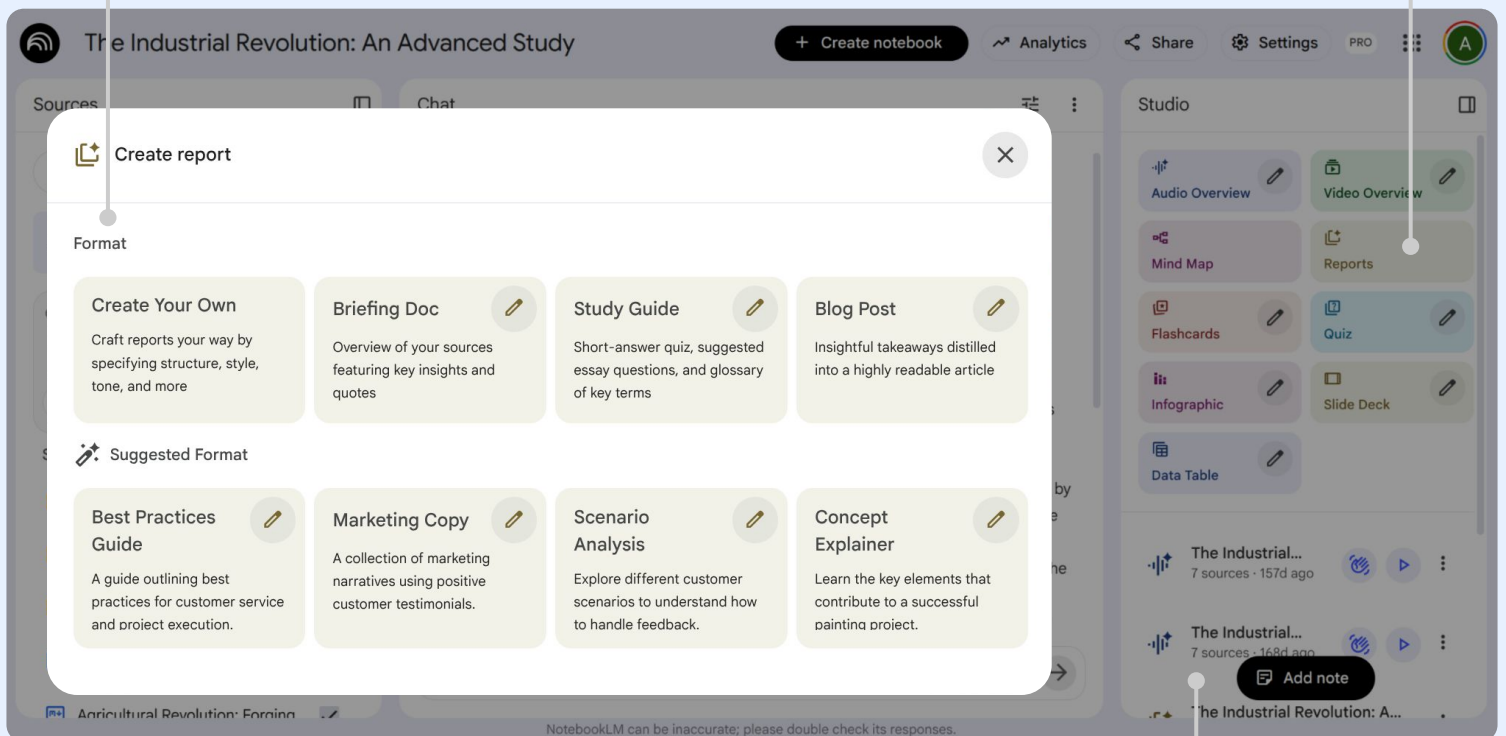 The Industrial Revolution: An Advanced Study
+ Create notebook
Analytics
Share
Settings
PRO
A
Sources
Chat
Studio
Create report
Format
Create Your Own
Craft reports your way by
specifying structure, style,
tone, and more
Briefing Doc
Overview of your sources
featuring key insights and
quotes
Study Guide
Short-answer quiz, suggested
essay questions, and glossary
of key terms
Blog Post
Insightful takeaways distilled
into a highly readable article
Suggested Format
Best Practices
Guide
A guide outlining best
practices for customer service
and project execution.
Marketing Copy
A collection of marketing
narratives using positive
customer testimonials.
Scenario
Analysis
Explore different customer
scenarios to understand how
to handle feedback.
Concept
Explainer
Learn the key elements that
contribute to a successful
painting project.
by
Agricultural Revolution: Forging
NotebookLM can be inaccurate; please double check its responses.
Audio Overview
Video Overview
Mind Map
Reports
Flashcards
Quiz
Infographic
Slide Deck
Data Table
The Industrial...
7 sources · 157d ago
The Industrial...
7 sources · 168d ago
Add note
The Industrial Revolution: A...